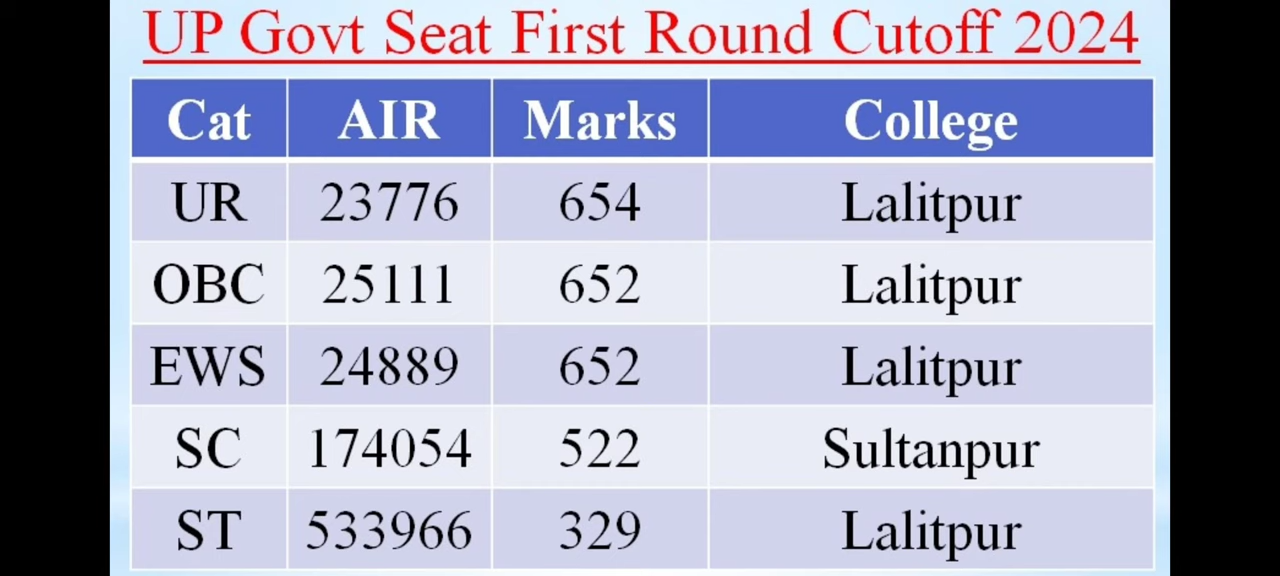 UP Govt Seat First Round Cutoff 2024
Cat AIR Marks College
UR 23776 654 Lalitpur
OBC 25111 652 Lalitpur
EWS 24889 652 Lalitpur
SC 174054 522 Sultanpur
ST 533966 329 Lalitpur